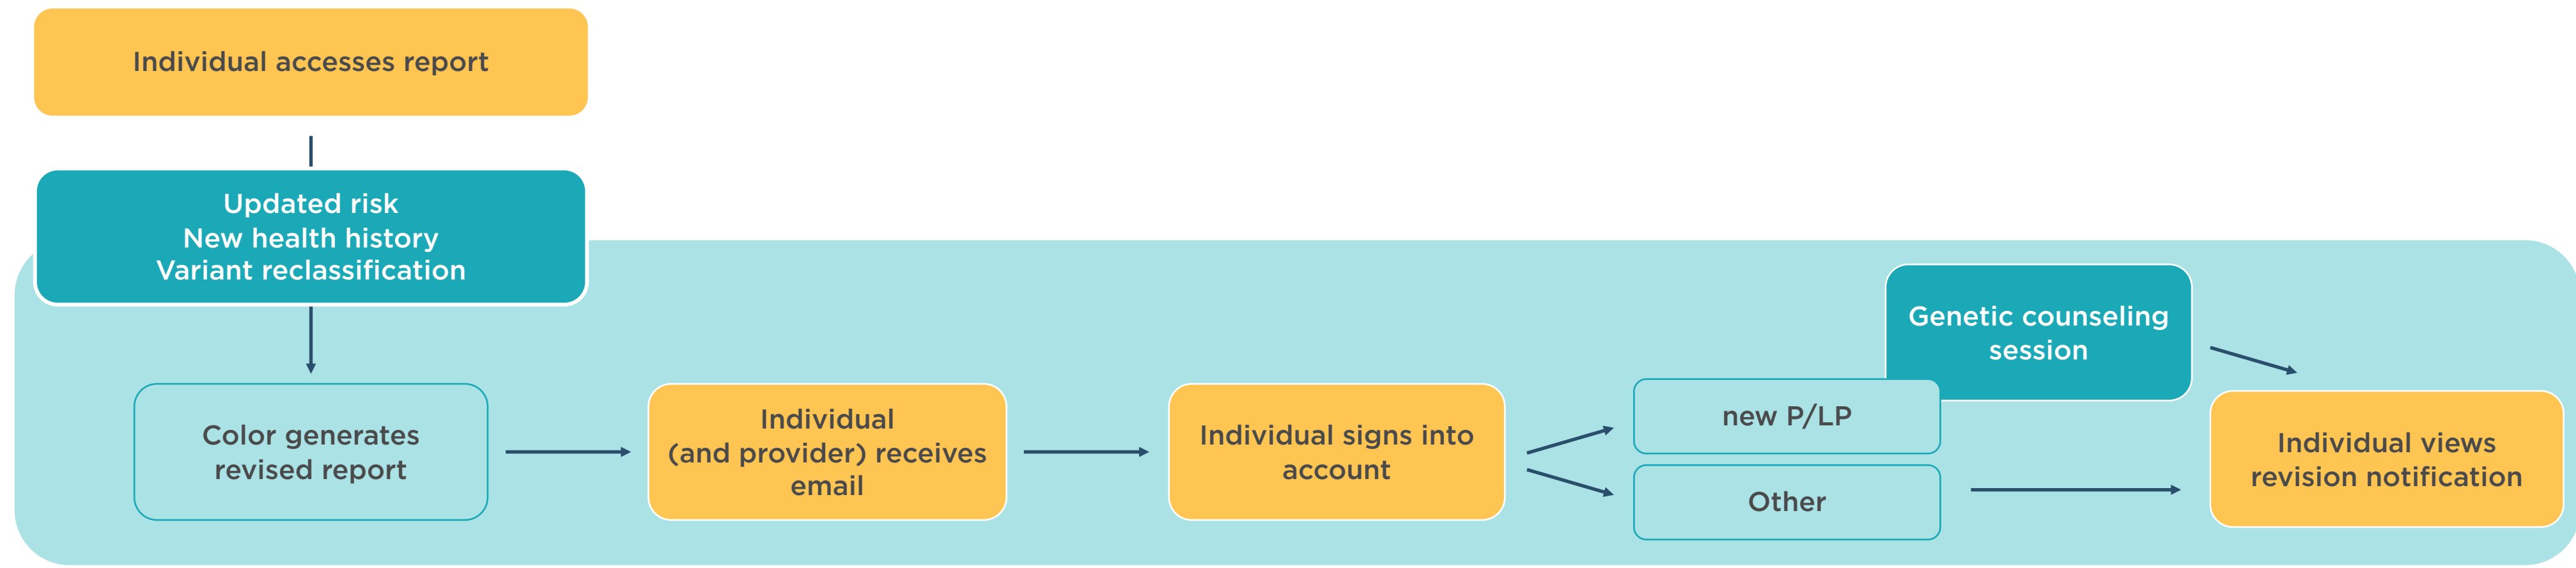 Individual accesses report
Updated risk
New health history
Variant reclassification
Color generates
revised report
Individual
(and provider) receives
email
Individual signs into
account
new P/LP
Other
Genetic counseling
session
Individual views
revision notification